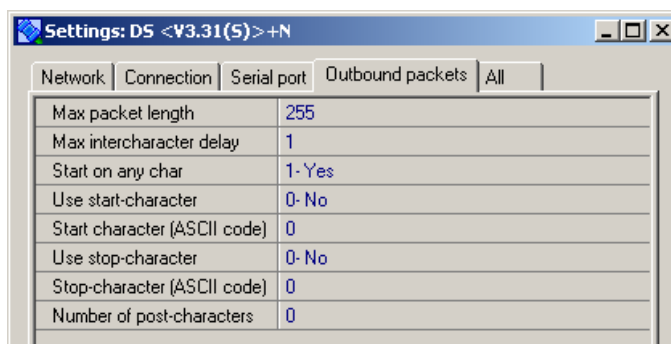 Settings: DS <V3.31(S)>+N
Network Connection Serial port Outbound packets All
Max packet length 255
Max intercharacter delay 1
Start on any char 1- Yes
Use start-character 0- No
Start character (ASCII code) 0
Use stop-character 0- No
Stop-character (ASCII code) 0
Number of post-characters 0